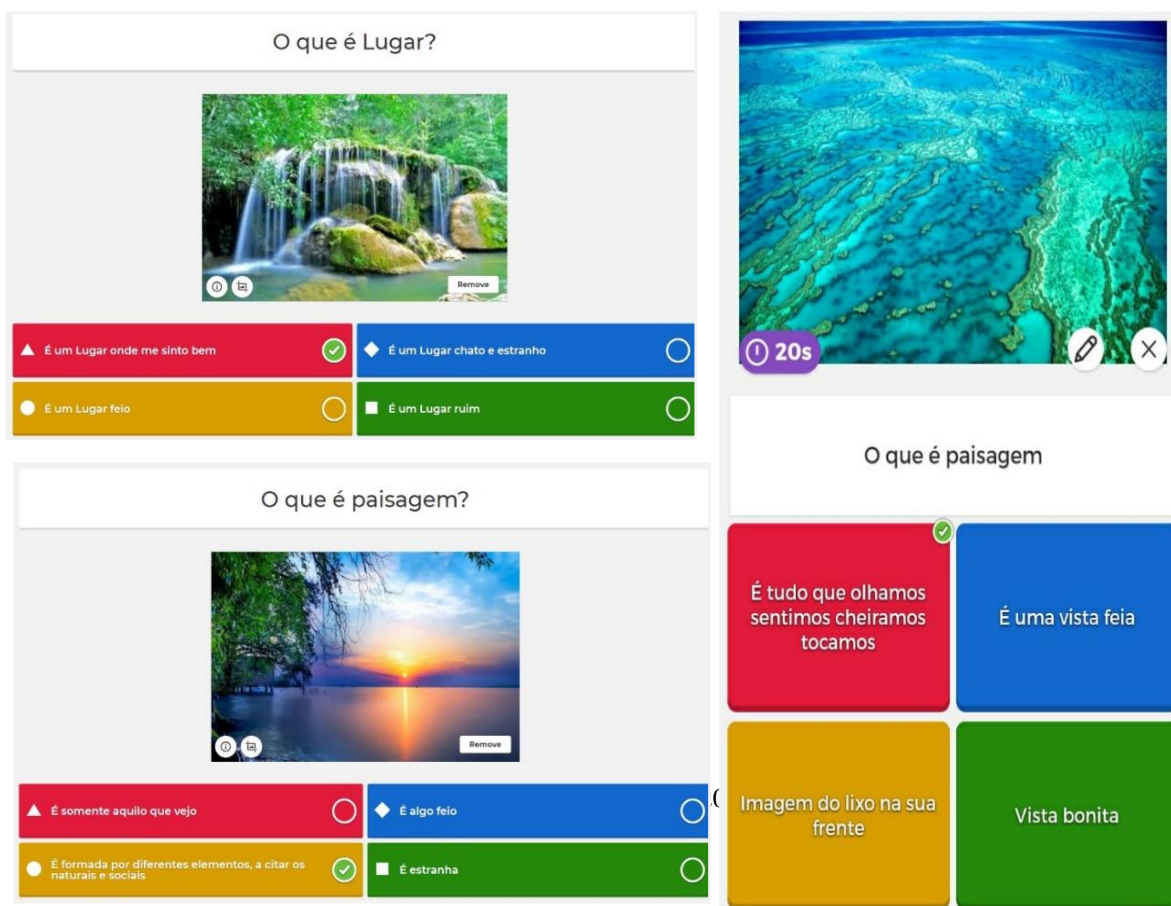 O que é Lugar?
Remove
É um Lugar onde me sinto bem
É um Lugar chato e estranho
É um Lugar feio
É um Lugar ruim
O que é paisagem?
Remove
É somente aquilo que vejo
É algo feio
É formada por diferentes elementos, a citar os
naturais e sociais
É estranha
20s
O que é paisagem
É tudo que olhamos
sentimos cheiramos
tocamos
É uma vista feia
Imagem do lixo na sua
frente
Vista bonita